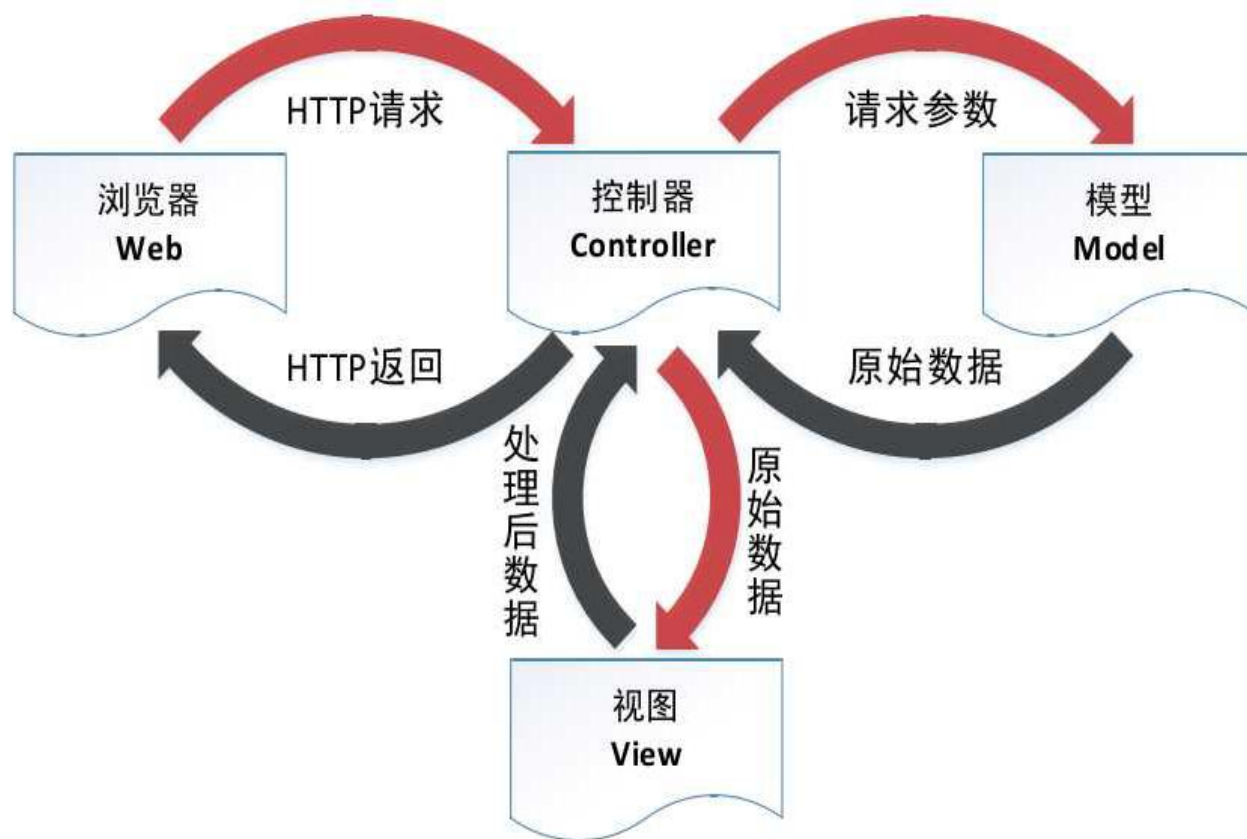 HTTP请求
请求参数
浏览器
Web
控制器
Controller
模型
Model
HTTP返回
原始数据
处理后数据
原始数据
视图
View